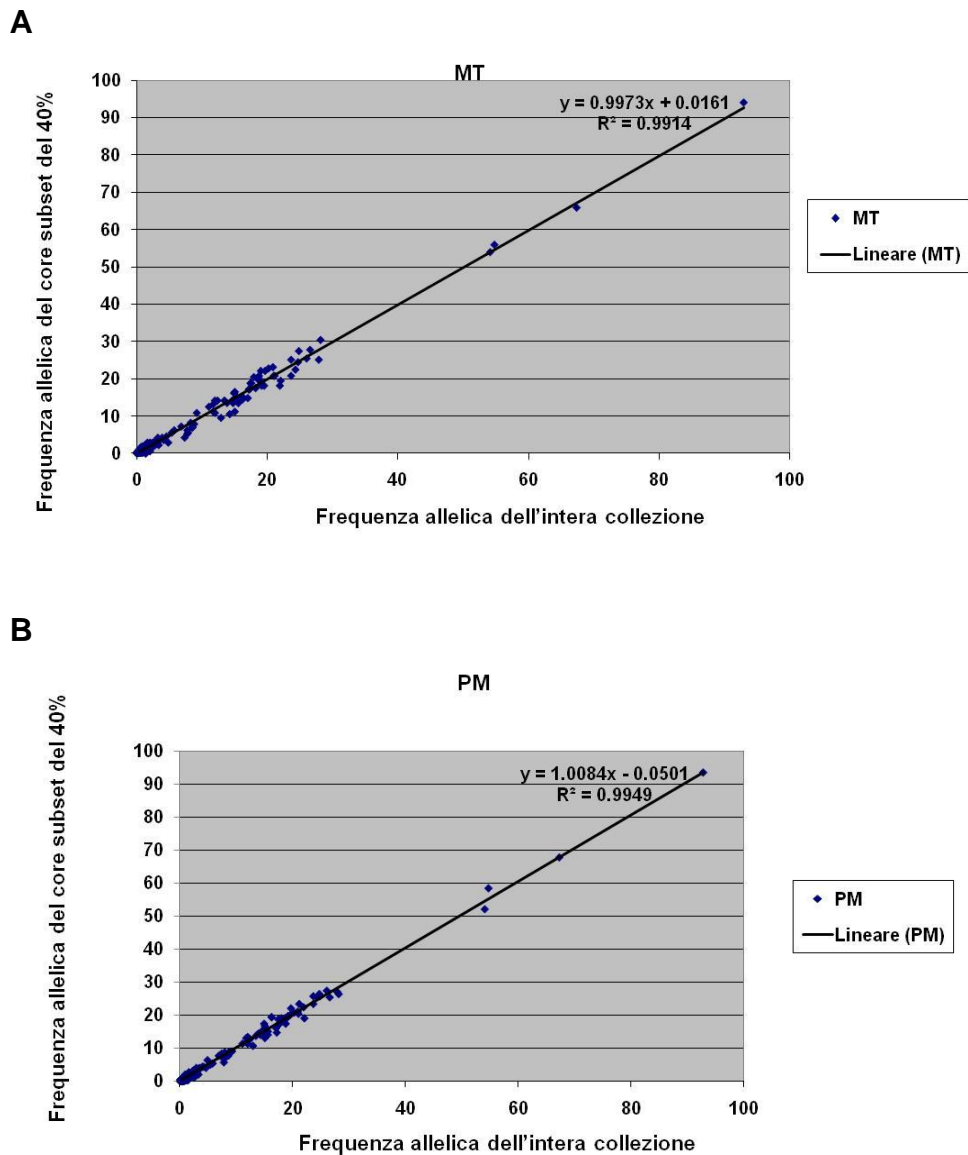 A
MT
y = 0.9973x + 0.0161
R² = 0.9914
Frequenza allelica del core subset del 40%
100
90
80
70
60
50
40
30
20
10
0
0 20 40 60 80 100
Frequenza allelica dell'intera collezione
MT
Lineare (MT)
B
PM
y = 1.0084x - 0.0501
R² = 0.9949
Frequenza allelica del core subset del 40%
100
90
80
70
60
50
40
30
20
10
0
0 20 40 60 80 100
Frequenza allelica dell'intera collezione
PM
Lineare (PM)